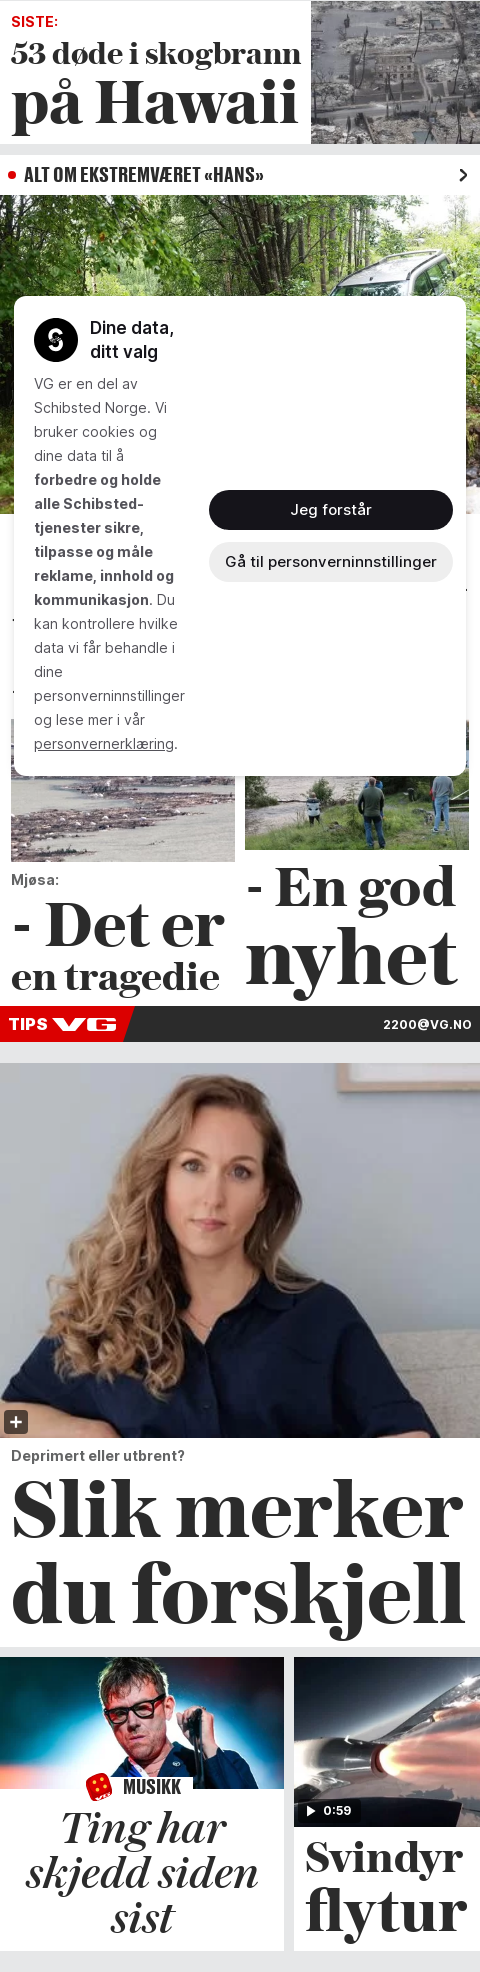 SISTE:
53 døde i skogbrann
på Hawaii
ALT OM EKSTREMVÆRET «HANS»
Dine data,
ditt valg
VG er en del av
Schibsted Norge. Vi
bruker cookies og
dine data til å
forbedre og holde
alle Schibsted-
tjenester sikre,
tilpasse og måle
reklame, innhold og
kommunikasjon. Du
kan kontrollere hvilke
data vi får behandle i
dine
personverninnstillinger
og lese mer i vår
personvernerklæring.
Jeg forstår
Gå til personverninnstillinger
Mjøsa:
- Det er
en tragedie
- En god
nyhet
TIPS VG
2200@VG.NO
Deprimert eller utbrent?
Slik merker
du forskjell
MUSIKK
Ting har
skjedd siden
sist
0:59
Svindyr
flytur